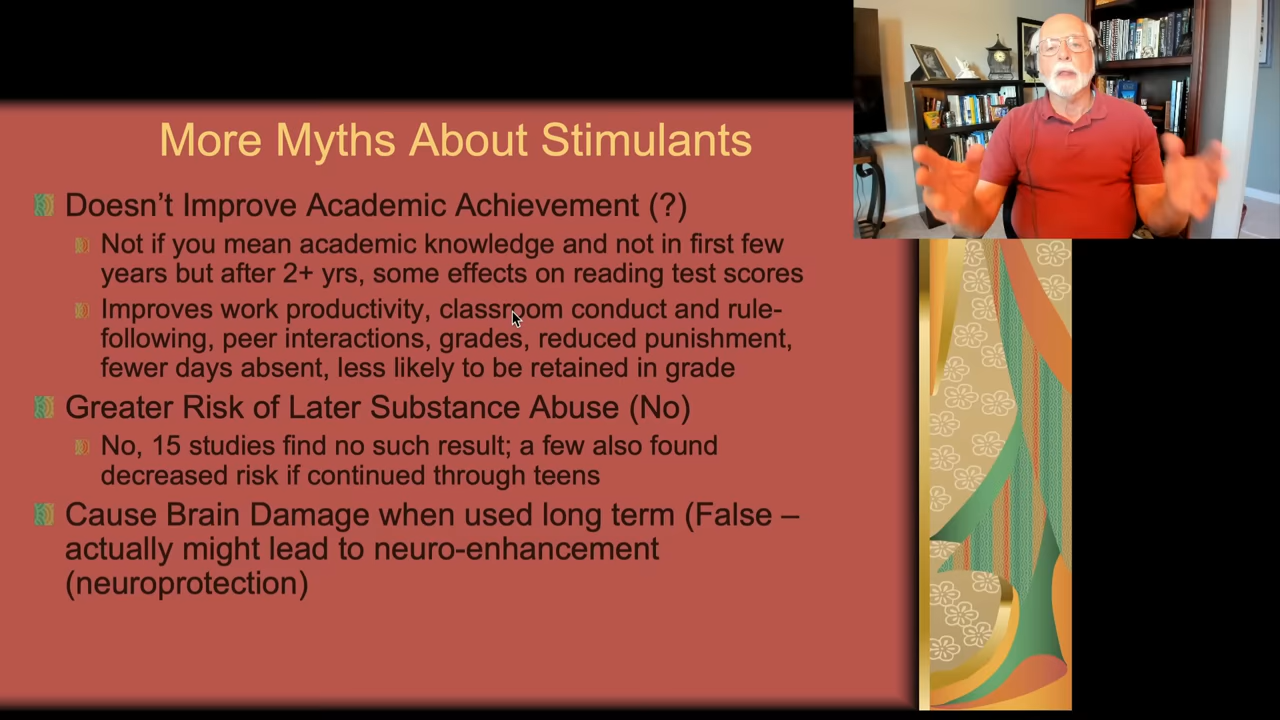 More Myths About Stimulants
Doesn’t Improve Academic Achievement (?)
Not if you mean academic knowledge and not in first few
years but after 2+ yrs, some effects on reading test scores
Improves work productivity, classroom conduct and rule-
following, peer interactions, grades, reduced punishment,
fewer days absent, less likely to be retained in grade
Greater Risk of Later Substance Abuse (No)
No, 15 studies find no such result; a few also found
decreased risk if continued through teens
Cause Brain Damage when used long term (False –
actually might lead to neuro-enhancement
(neuroprotection)